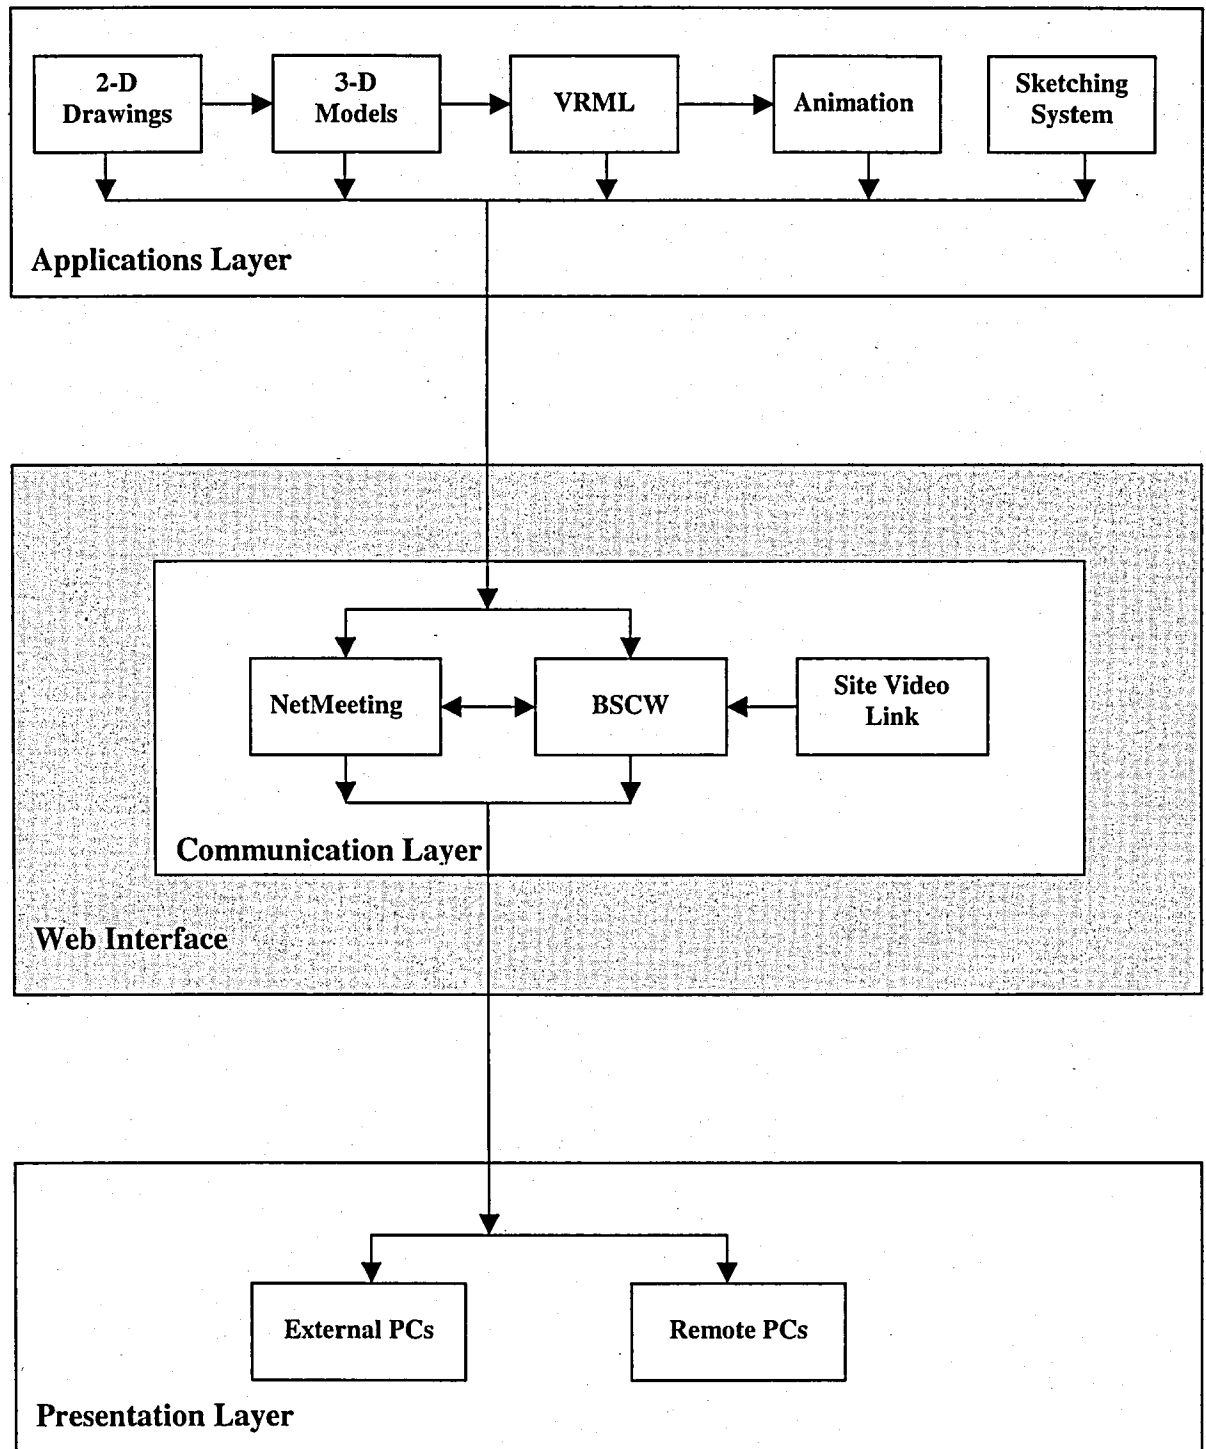 2-D
Drawings
3-D
Models
VRML
Animation
Sketching
System
Applications Layer
NetMeeting
BSCW
Site Video
Link
Communication Layer
Web Interface
External PCs
Remote PCs
Presentation Layer